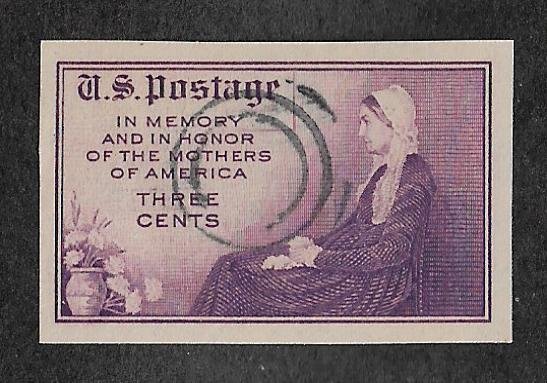 U.S. Postage
IN MEMORY
AND IN HONOR
OF THE MOTHERS
OF AMERICA
THREE
CENTS